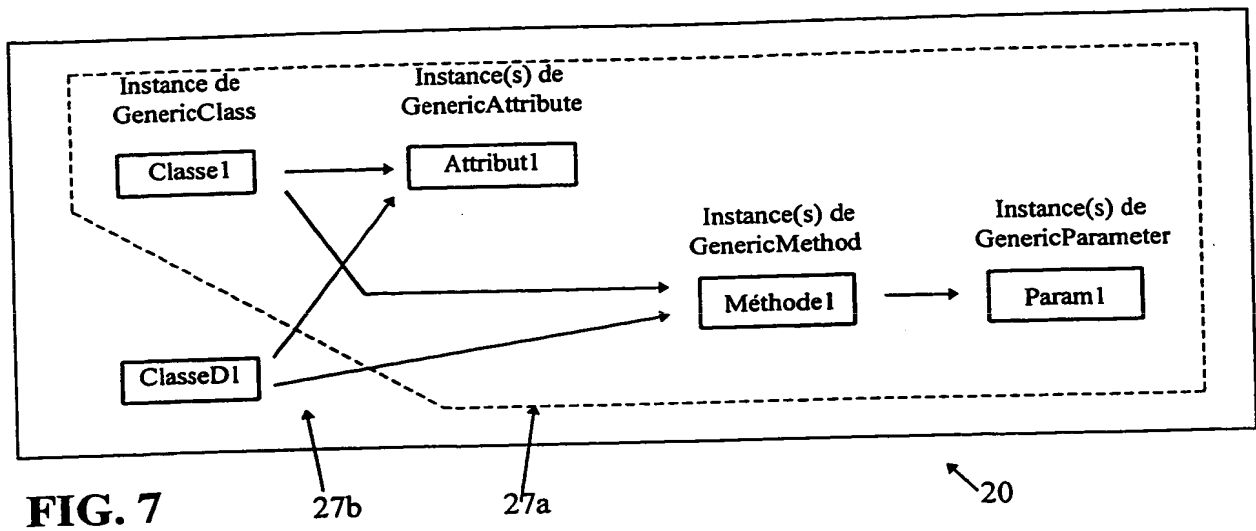 Instance de
GenericClass
Instance(s) de
GenericAttribute
Classe1
Attribut1
Instance(s) de
GenericMethod
Instance(s) de
GenericParameter
Méthode1
Param1
ClasseD1
FIG. 7
27b
27a
20